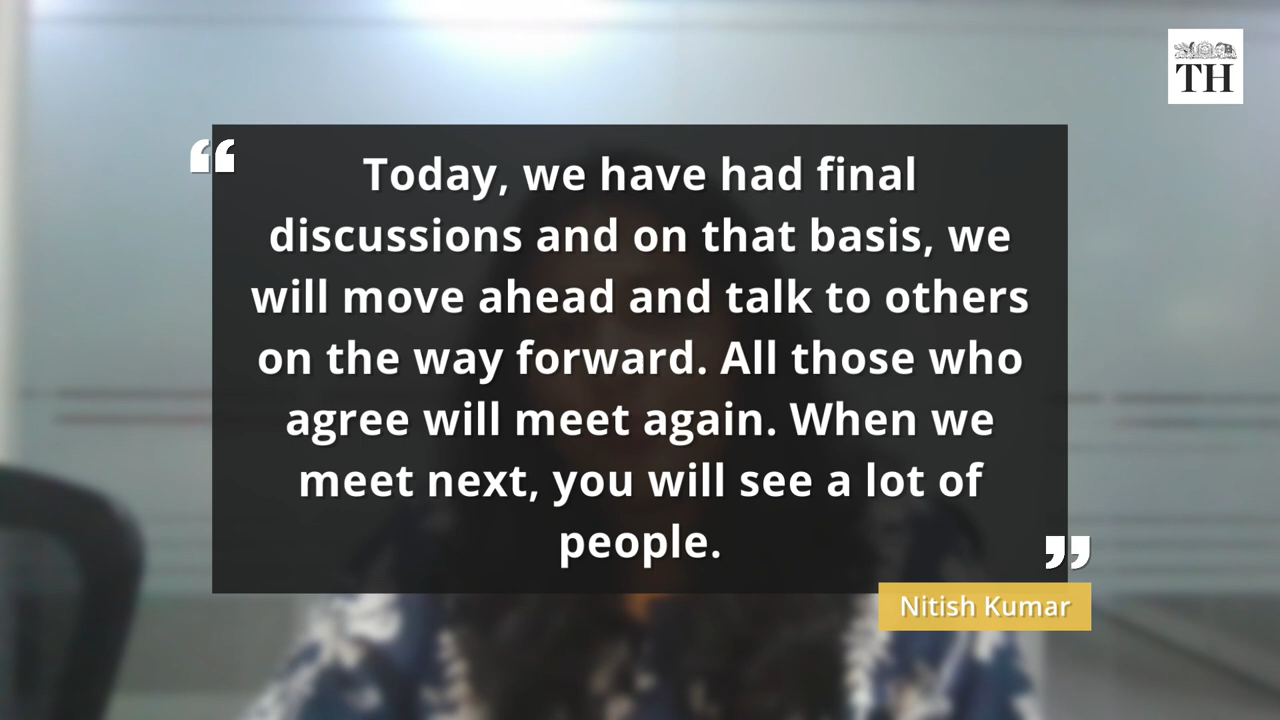 TH
“
Today, we have had final
discussions and on that basis, we
will move ahead and talk to others
on the way forward. All those who
agree will meet again. When we
meet next, you will see a lot of
people.
”
Nitish Kumar